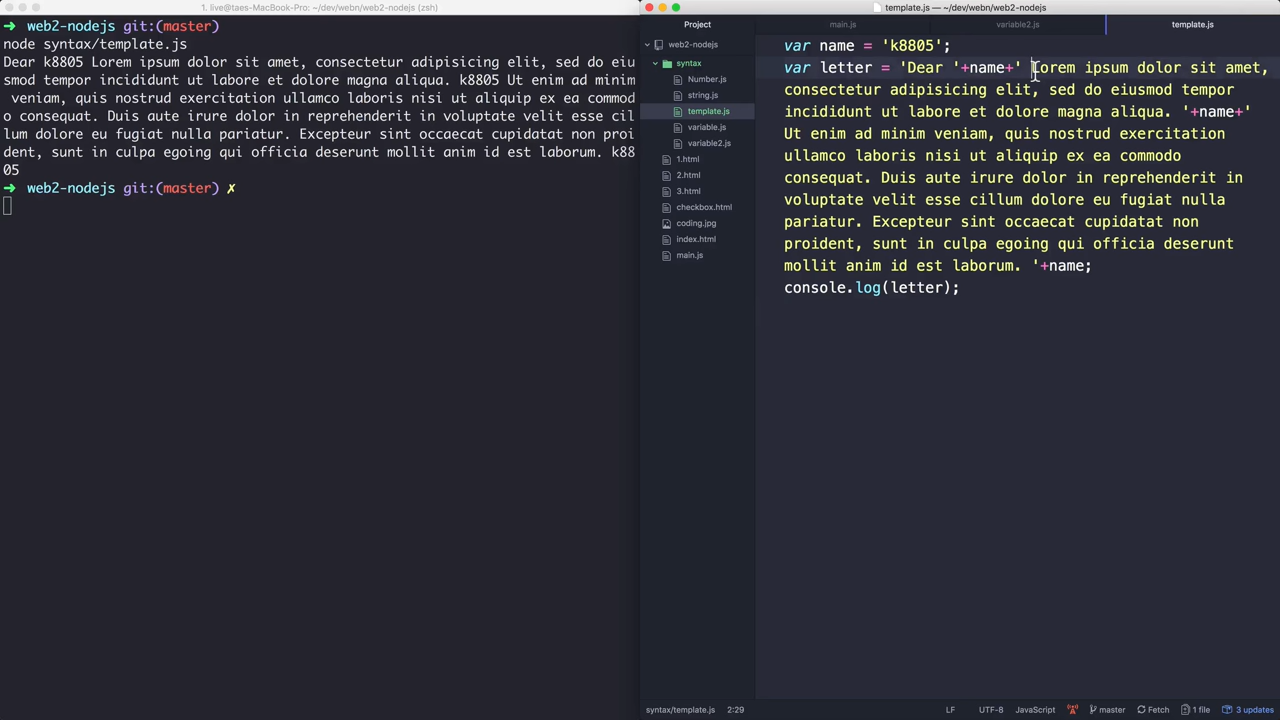 1. live@taes-MacBook-Pro: ~/dev/webn/web2-nodejs (zsh)
➜ web2-nodejs git:(master)
node syntax/template.js
Dear k8805 Lorem ipsum dolor sit amet, consectetur adipisicing elit, sed do eiu
smod tempor incididunt ut labore et dolore magna aliqua. k8805 Ut enim ad minim
veniam, quis nostrud exercitation ullamco laboris nisi ut aliquip ex ea commod
o consequat. Duis aute irure dolor in reprehenderit in voluptate velit esse cil
lum dolore eu fugiat nulla pariatur. Excepteur sint occaecat cupidatat non proi
dent, sunt in culpa egoing qui officia deserunt mollit anim id est laborum. k88
05
➜ web2-nodejs git:(master) ✗
template.js — ~/dev/webn/web2-nodejs
Project
web2-nodejs
syntax
Number.js
string.js
template.js
variable.js
variable2.js
1.html
2.html
3.html
checkbox.html
coding.jpg
index.html
main.js
main.js
variable2.js
template.js
var name = 'k8805';
var letter = 'Dear '+name+' Lorem ipsum dolor sit amet,
consectetur adipisicing elit, sed do eiusmod tempor
incididunt ut labore et dolore magna aliqua. '+name+'
Ut enim ad minim veniam, quis nostrud exercitation
ullamco laboris nisi ut aliquip ex ea commodo
consequat. Duis aute irure dolor in reprehenderit in
voluptate velit esse cillum dolore eu fugiat nulla
pariatur. Excepteur sint occaecat cupidatat non
proident, sunt in culpa egoing qui officia deserunt
mollit anim id est laborum. '+name;
console.log(letter);
syntax/template.js 2:29 LF UTF-8 JavaScript master Fetch 1 file 3 updates